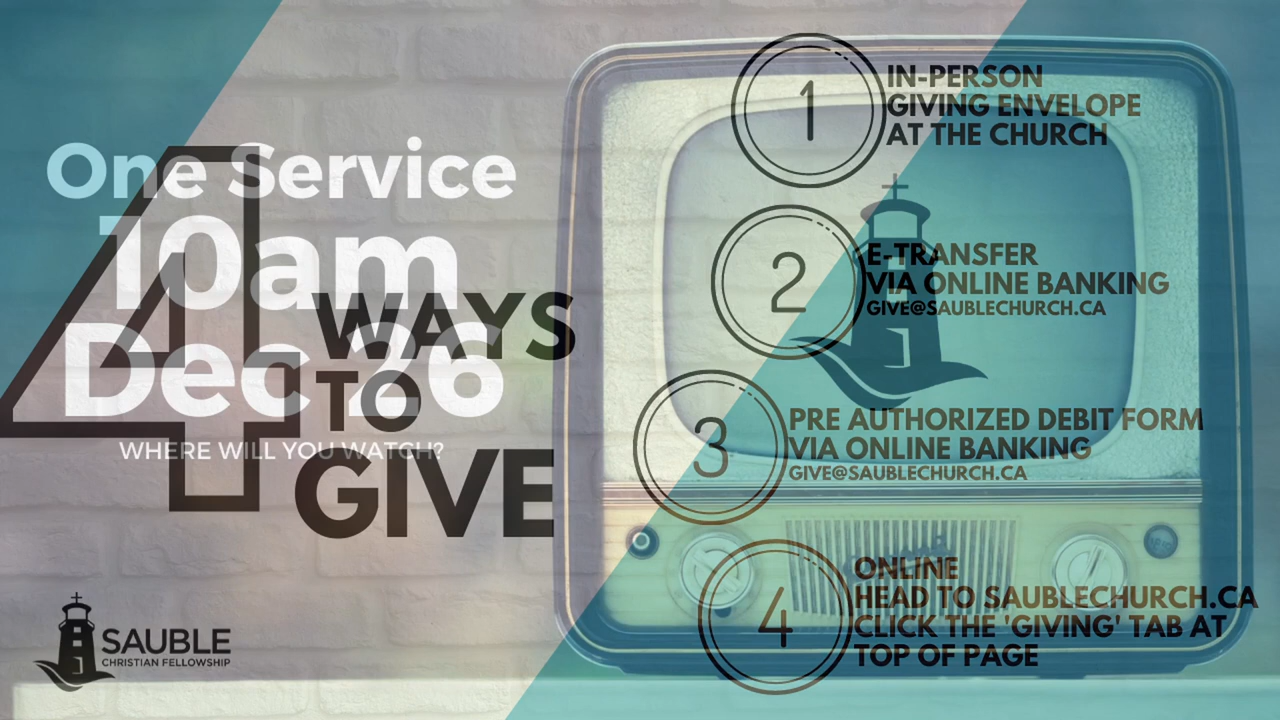 One Service
10am
Dec 26
WHERE WILL YOU WATCH?
4
WAYS
TO
GIVE
1
IN-PERSON
GIVING ENVELOPE
AT THE CHURCH
2
E-TRANSFER
VIA ONLINE BANKING
GIVE@SAUBLECHURCH.CA
3
PRE AUTHORIZED DEBIT FORM
VIA ONLINE BANKING
GIVE@SAUBLECHURCH.CA
4
ONLINE
HEAD TO SAUBLECHURCH.CA
CLICK THE 'GIVING' TAB AT
TOP OF PAGE
SAUBLE
CHRISTIAN FELLOWSHIP